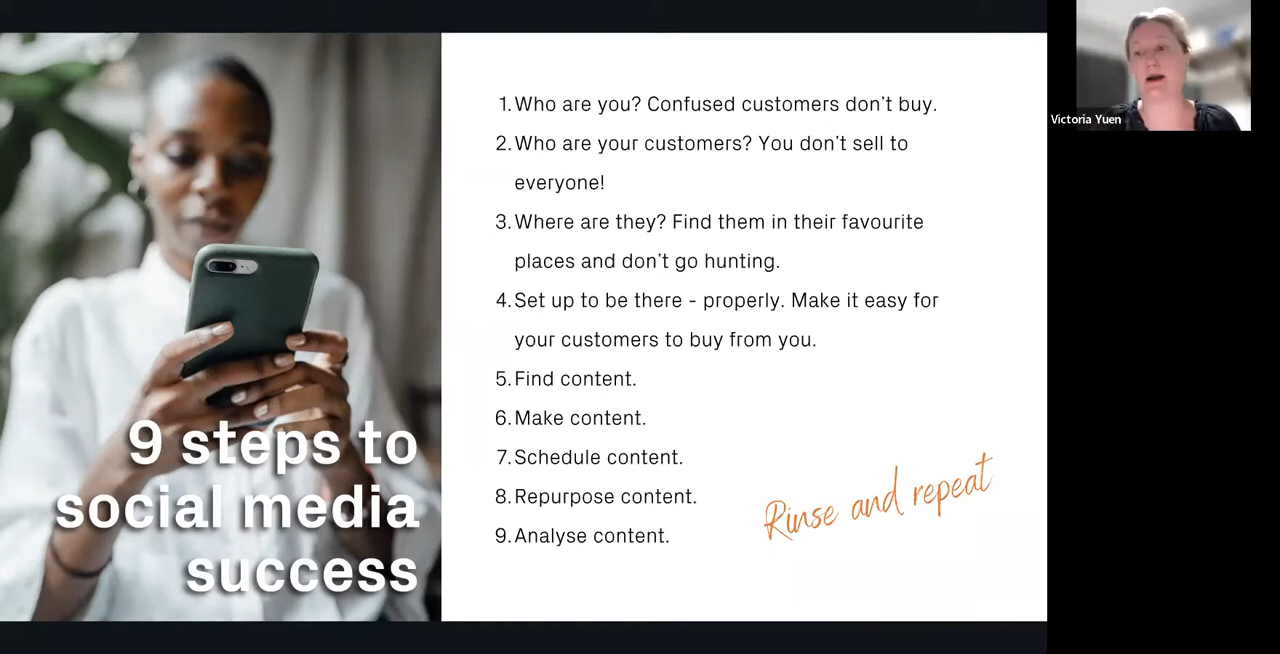 9 steps to
social media
success
1. Who are you? Confused customers don't buy.
2. Who are your customers? You don't sell to
everyone!
3. Where are they? Find them in their favourite
places and don't go hunting.
4. Set up to be there - properly. Make it easy for
your customers to buy from you.
5. Find content.
6. Make content.
7. Schedule content.
8. Repurpose content.
9. Analyse content.
Rinse and repeat
Victoria Yuen